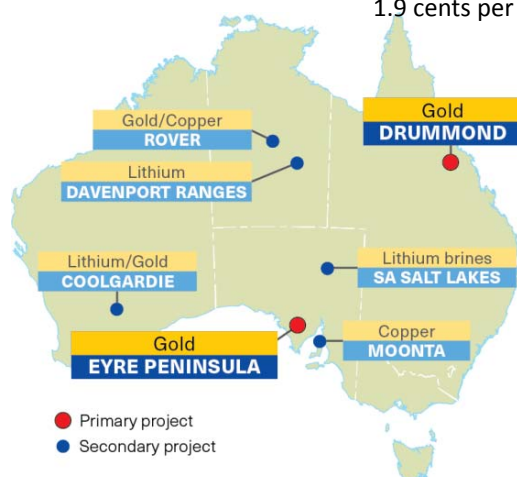 1.9 cents per
Gold/Copper
ROVER
Gold
DRUMMOND
Lithium
DAVENPORT RANGES
Lithium/Gold
COOLGARDIE
Lithium brines
SA SALT LAKES
Gold
EYRE PENINSULA
Copper
MOONTA
Primary project
Secondary project